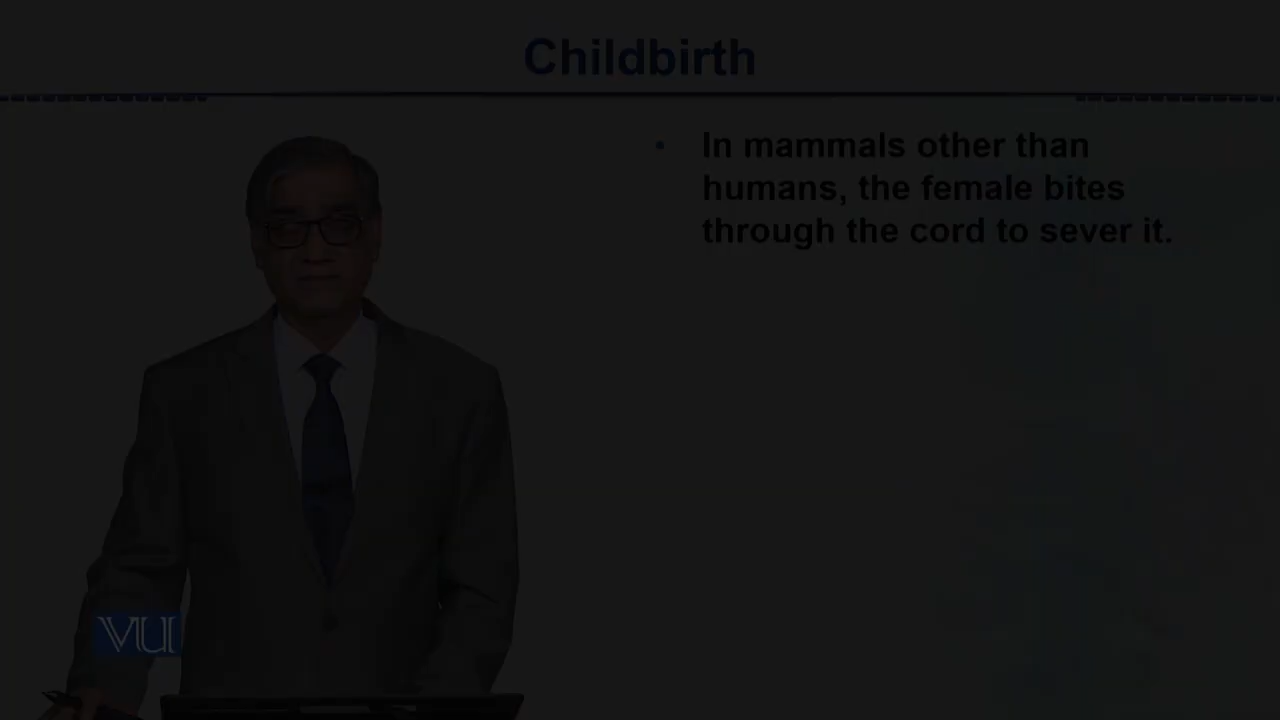 Childbirth
• In mammals other than
humans, the female bites
through the cord to sever it.
VU